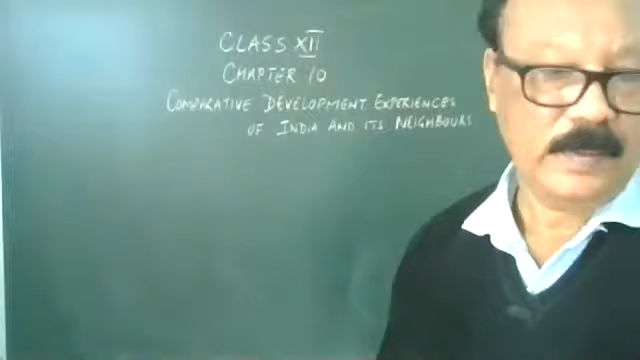 CLASS XII
CHAPTER 10
COMPARATIVE DEVELOPMENT EXPERIENCES
OF INDIA AND ITS NEIGHBOURS